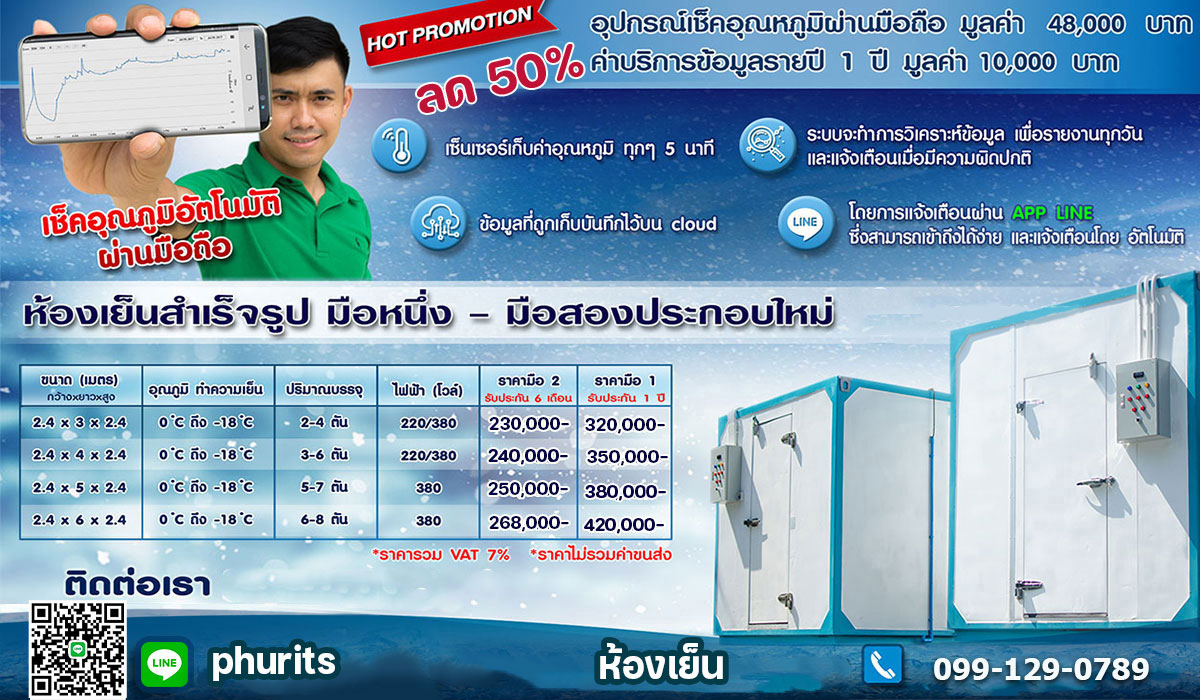 HOT PROMOTION
ลด 50%
อุปกรณ์เช็คอุณหภูมิผ่านมือถือ มูลค่า 48,000 บาท
ค่าบริการข้อมูลรายปี 1 ปี มูลค่า 10,000 บาท
เซ็นเซอร์เก็บค่าอุณหภูมิ ทุกๆ 5 นาที
ระบบจะทำการวิเคราะห์ข้อมูล เพื่อรายงานทุกวัน
และแจ้งเตือนเมื่อมีความผิดปกติ
เช็คอุณภูมิอัตโนมัติ
ผ่านมือถือ
ข้อมูลที่ถูกเก็บบันทึกไว้บน cloud
LINE
โดยการแจ้งเตือนผ่าน APP LINE
ซึ่งสามารถเข้าถึงได้ง่าย และแจ้งเตือนโดย อัตโนมัติ
ห้องเย็นสำเร็จรูป มือหนึ่ง – มือสองประกอบใหม่
ขนาด (เมตร) กว้างxยาวxสูง อุณภูมิ ทำความเย็น ปริมาณบรรจุ ไฟฟ้า (โวล์) ราคามือ 2 รับประกัน 6 เดือน ราคามือ 1 รับประกัน 1 ปี
2.4 x 3 x 2.4 0°C ถึง -18°C 2-4 ตัน 220/380 230,000- 320,000-
2.4 x 4 x 2.4 0°C ถึง -18°C 3-6 ตัน 220/380 240,000- 350,000-
2.4 x 5 x 2.4 0°C ถึง -18°C 5-7 ตัน 380 250,000- 380,000-
2.4 x 6 x 2.4 0°C ถึง -18°C 6-8 ตัน 380 268,000- 420,000-
*ราคารวม VAT 7% *ราคาไม่รวมค่าขนส่ง
ติดต่อเรา
LINE phurits
ห้องเย็น
099-129-0789